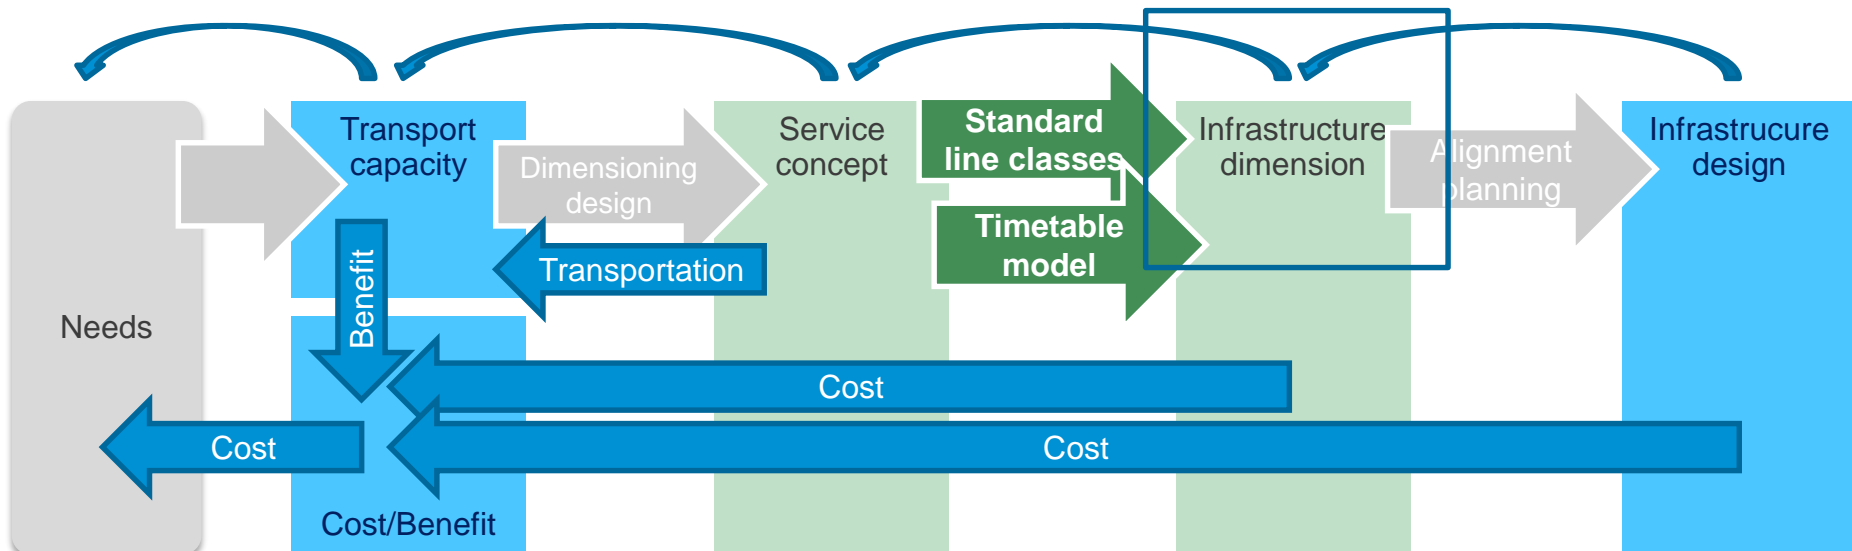 Needs
Transport
capacity
Dimensioning
design
Service
concept
Standard
line classes
Timetable
model
Infrastructure
dimension
Alignment
planning
Infrastrucure
design
Transportation
Benefit
Cost
Cost
Cost
Cost/Benefit